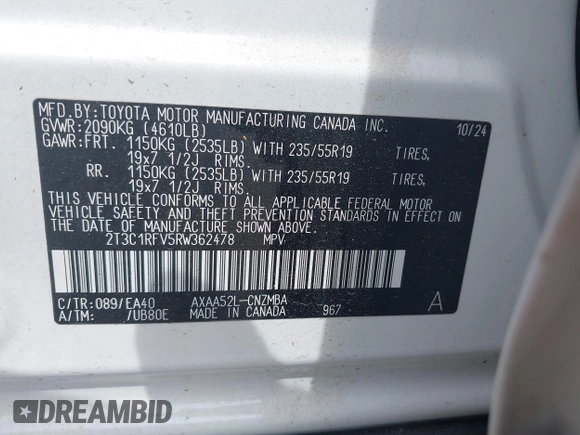 MFD.BY:TOYOTA MOTOR MANUFACTURING CANADA INC. 10/24
GVWR:2090KG (4610LB)
GAWR:FRT. 1150KG (2535LB) WITH 235/55R19 TIRES,
19x7 1/2J RIMS.
RR. 1150KG (2535LB) WITH 235/55R19 TIRES,
19x7 1/2J RIMS.
THIS VEHICLE CONFORMS TO ALL APPLICABLE FEDERAL MOTOR
VEHICLE SAFETY AND THEFT PREVENTION STANDARDS IN EFFECT ON
THE DATE OF MANUFACTURE SHOWN ABOVE.
2T3C1RFV5RW362478 MPV
C/TR:089/EA40 AXAA52L-CNZMBA A
A/TM: /UB80E MADE IN CANADA 967
DREAMBID